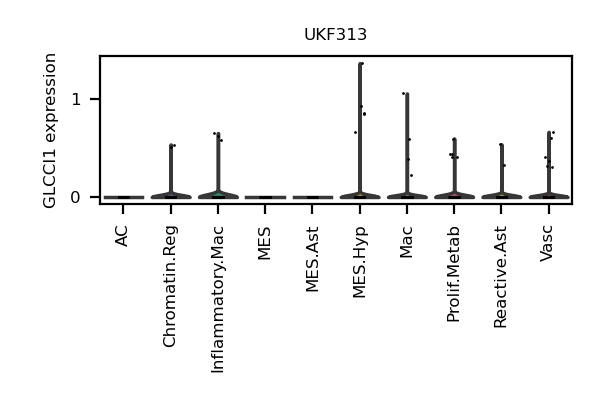 UKF313
GLCCI1 expression
1
0
AC
Chromatin.Reg
Inflammatory.Mac
MES
MES.Ast
MES.Hyp
Mac
Prolif.Metab
Reactive.Ast
Vasc